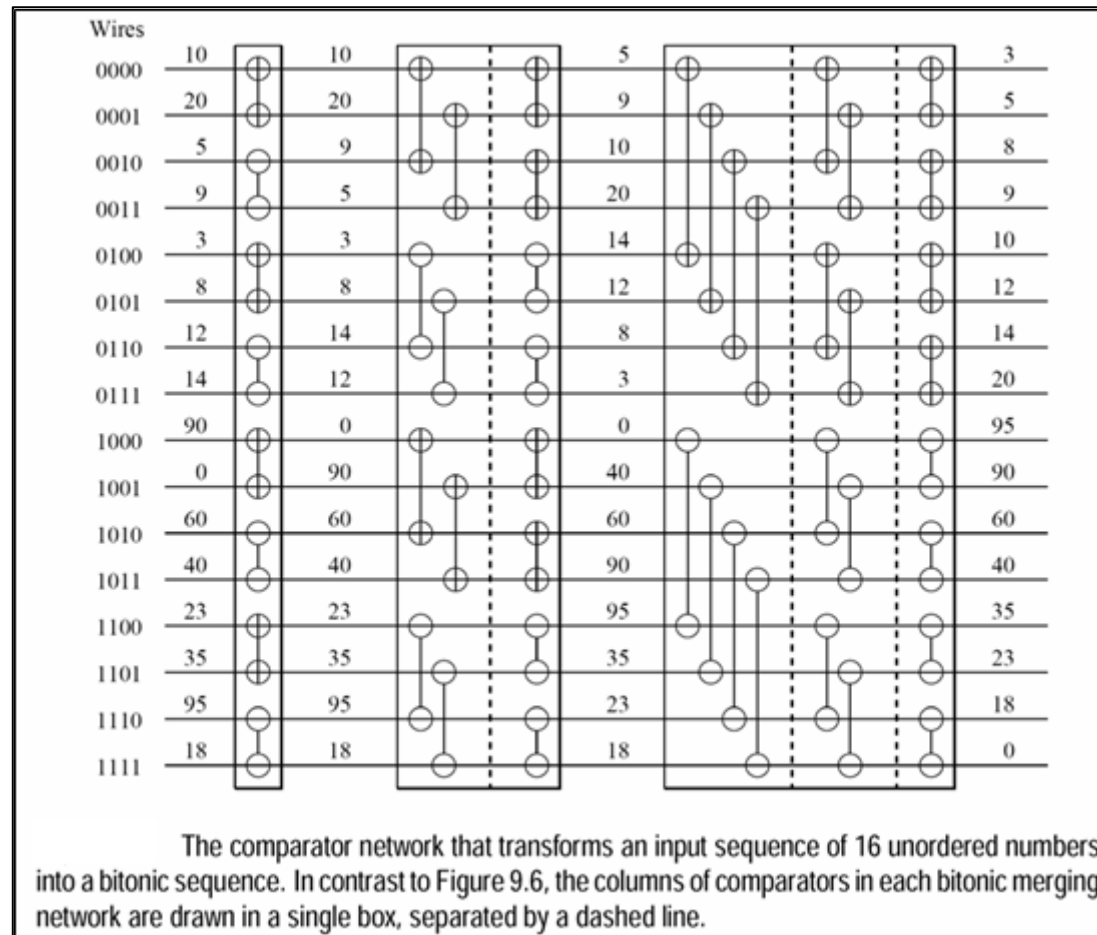 Wires
0000 10 10 5 3
0001 20 20 9 5
0010 5 9 10 8
0011 9 5 20 9
0100 3 3 14 10
0101 8 8 12 12
0110 12 14 8 14
0111 14 12 3 20
1000 90 0 0 95
1001 0 90 40 90
1010 60 60 60 60
1011 40 40 90 40
1100 23 23 95 35
1101 35 35 35 23
1110 95 95 23 18
1111 18 18 18 0
The comparator network that transforms an input sequence of 16 unordered numbers
into a bitonic sequence. In contrast to Figure 9.6, the columns of comparators in each bitonic merging
network are drawn in a single box, separated by a dashed line.